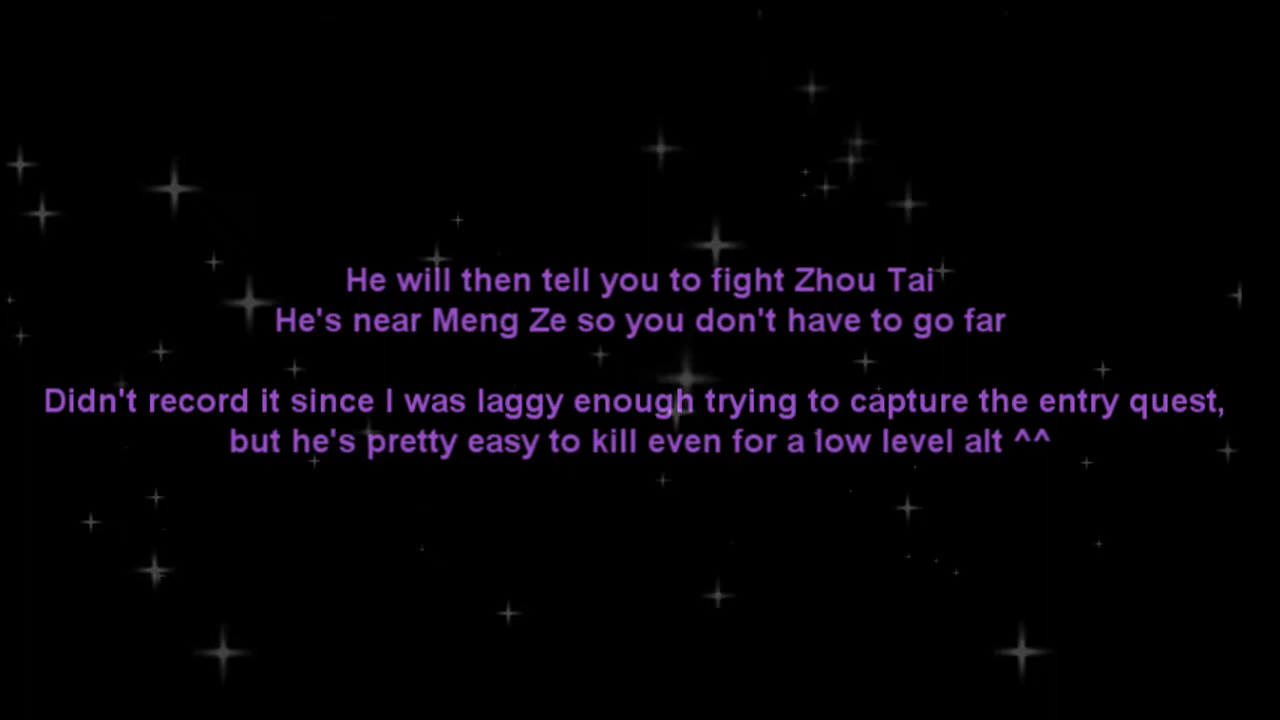 He will then tell you to fight Zhou Tai
He's near Meng Ze so you don't have to go far
Didn't record it since I was laggy enough trying to capture the entry quest,
but he's pretty easy to kill even for a low level alt ^^